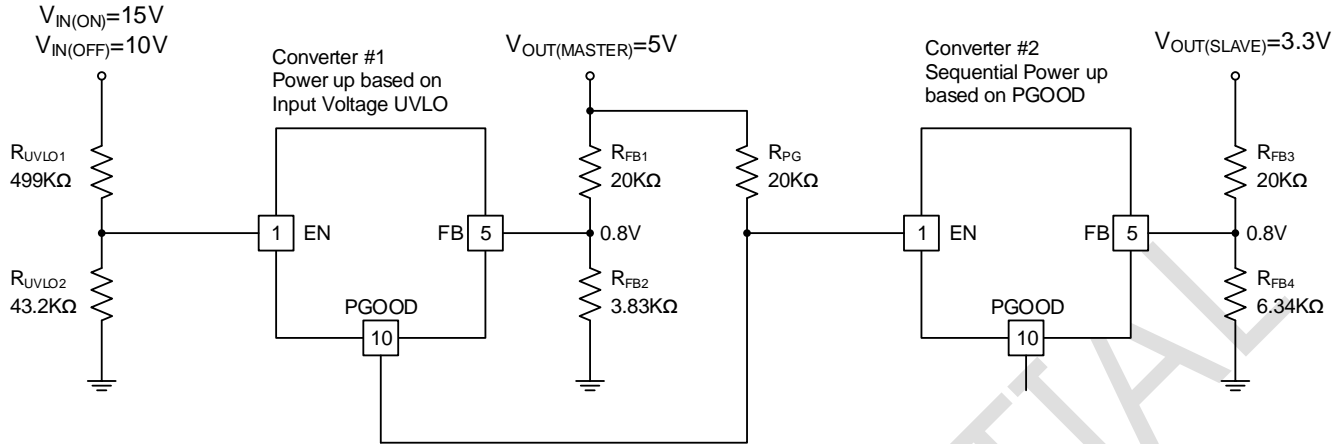 VIN(ON)=15V
VIN(OFF)=10V
Converter #1
Power up based on
Input Voltage UVLO
VOUT(MASTER)=5V
Converter #2
Sequential Power up
based on PGOOD
VOUT(SLAVE)=3.3V
RUVLO1
499KΩ
RFB1
20KΩ
RPG
20KΩ
RFB3
20KΩ
1 EN
FB 5
0.8V
1 EN
FB 5
0.8V
RUVLO2
43.2KΩ
PGOOD
10
RFB2
3.83KΩ
PGOOD
10
RFB4
6.34KΩ